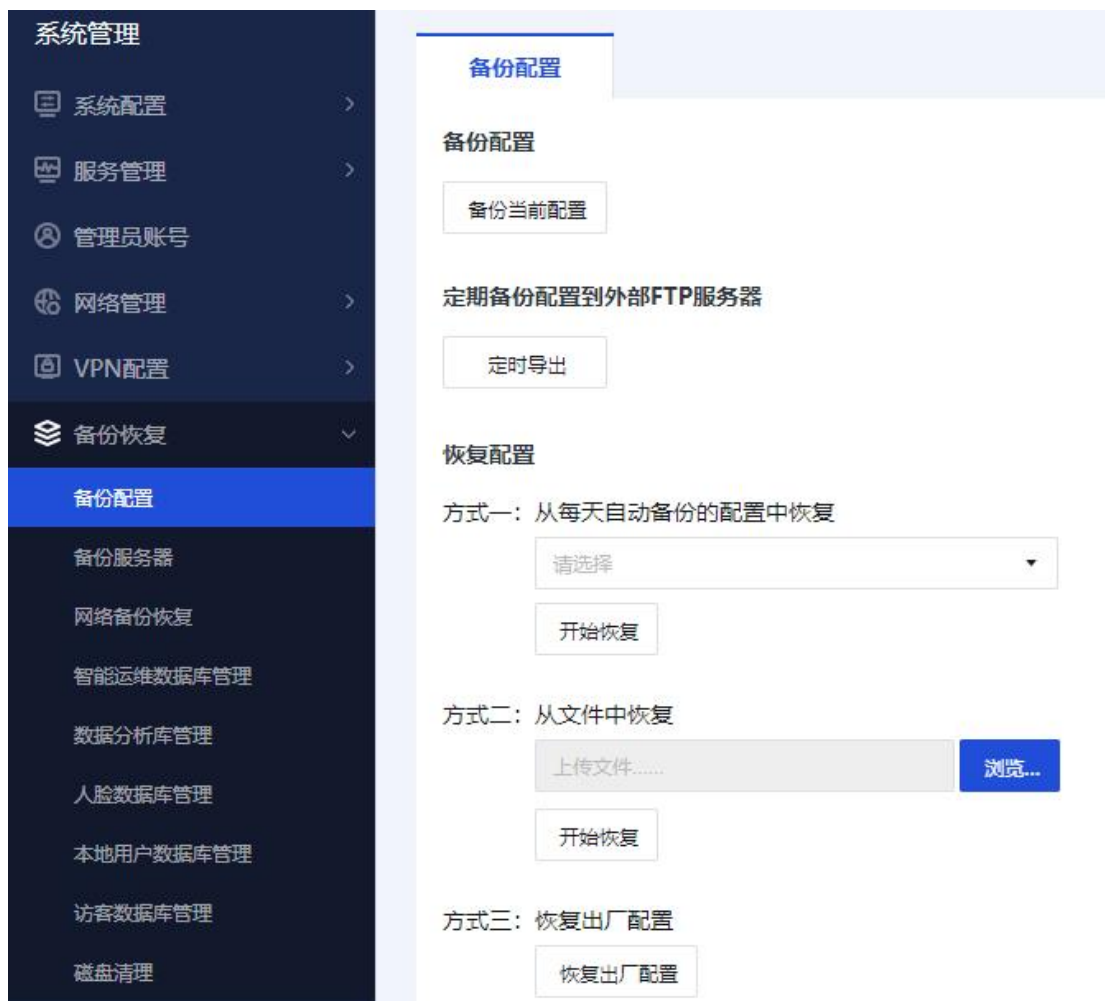 系统管理
系统配置
服务管理
管理员账号
网络管理
VPN配置
备份恢复
备份配置
备份服务器
网络备份恢复
智能运维数据库管理
数据分析库管理
人脸数据库管理
本地用户数据库管理
访客数据库管理
磁盘清理
备份配置
备份配置
备份当前配置
定期备份配置到外部FTP服务器
定时导出
恢复配置
方式一：从每天自动备份的配置中恢复
请选择
开始恢复
方式二：从文件中恢复
上传文件...... 浏览...
开始恢复
方式三：恢复出厂配置
恢复出厂配置